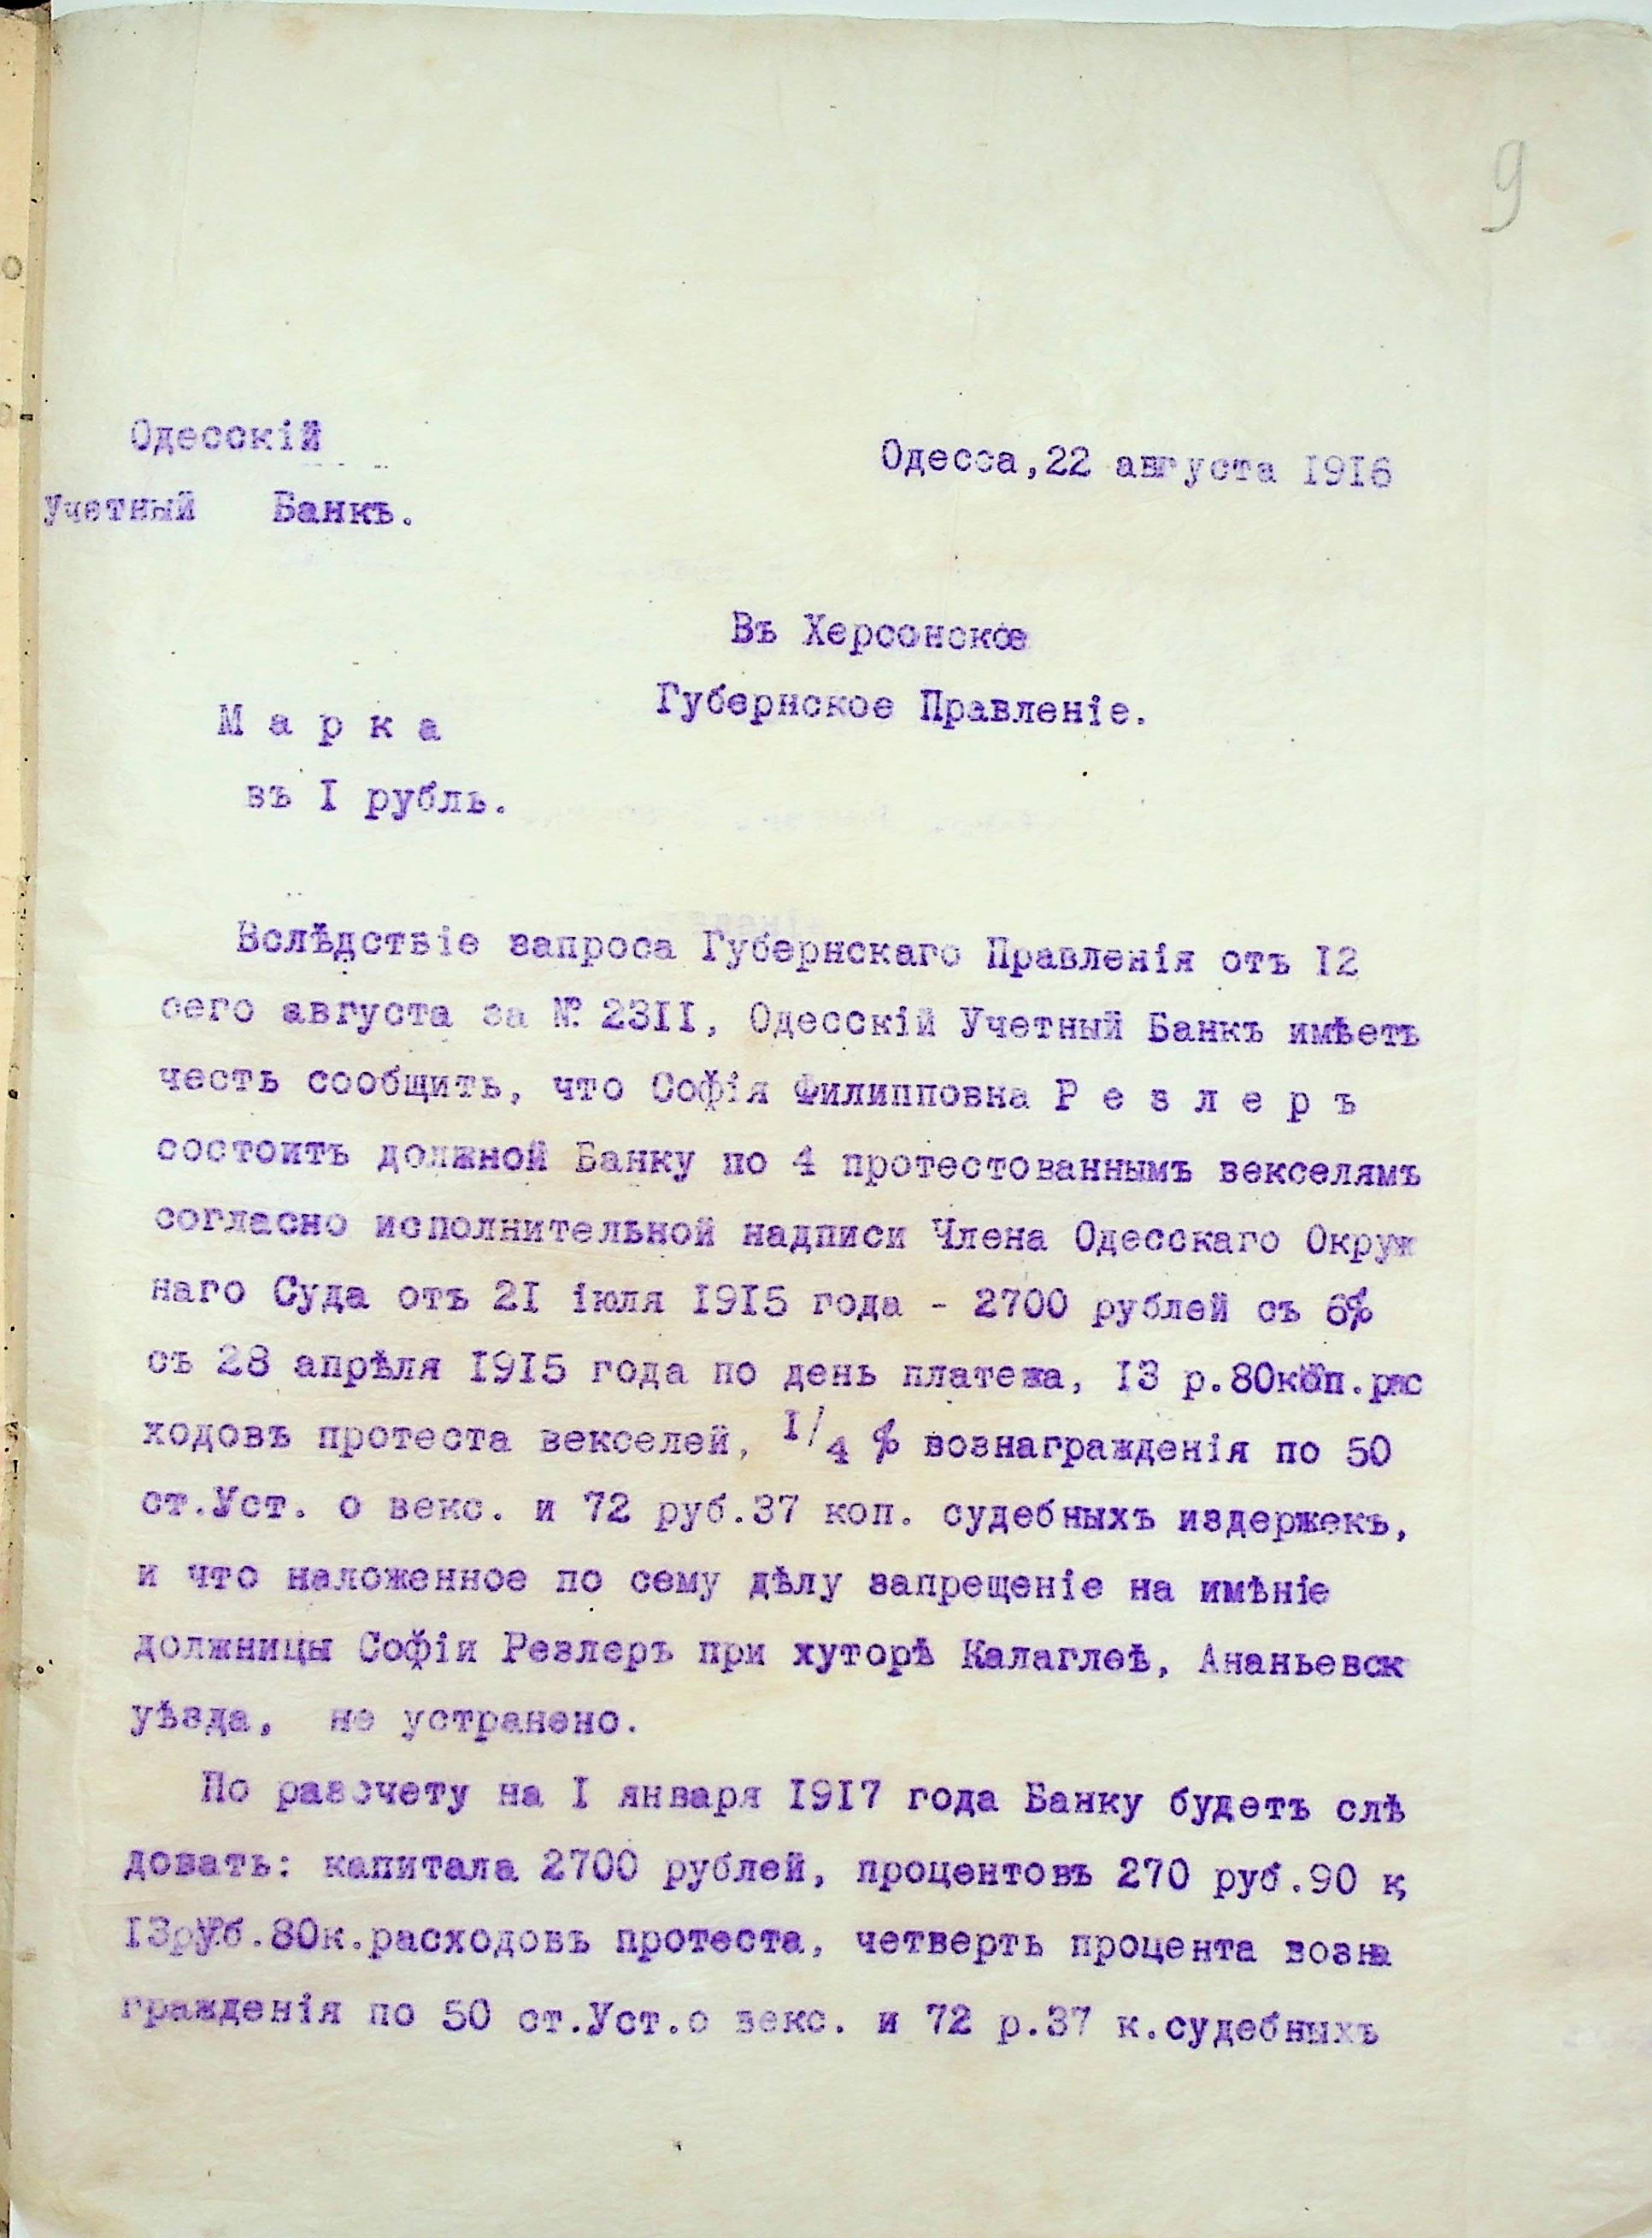 9
Одесскій
Учетный Банкъ.
Одесса,22 августа I9I6
Въ Херсонское
Губернское Правленіе.
Марка
въ I рубль.
Вслѣдствіе запроса Губернскаго Правленія отъ I2
сего августа за № 23II, Одесскій Учетный Банкъ имѣетъ
честь сообщить, что Софія Филипповна Р е з л е р ъ
состоитъ должной Банку по 4 протестованнымъ векселямъ
согласно исполнительной надписи Члена Одесскаго Окруж
наго Суда отъ 2I іюля I9I5 года - 2700 рублей съ 6%
съ 28 апрѣля I9I5 года по день платежа, I3 р.80коп.рас
ходовъ протеста векселей, I/4 % вознагражденія по 50
ст.Уст. о векс. и 72 руб.37 коп. судебныхъ издержекъ,
и что наложенное по сему дѣлу запрещеніе на имѣніе
должницы Софіи Резлеръ при хуторѣ Калаглеѣ, Ананьевск
уѣзда, не устранено.
По разсчету на I января I9I7 года Банку будетъ слѣ
довать: капитала 2700 рублей, процентовъ 270 руб.90 к,
I3руб.80к.расходовъ протеста, четверть процента возна
гражденія по 50 ст.Уст.о векс. и 72 р.37 к.судебныхъ